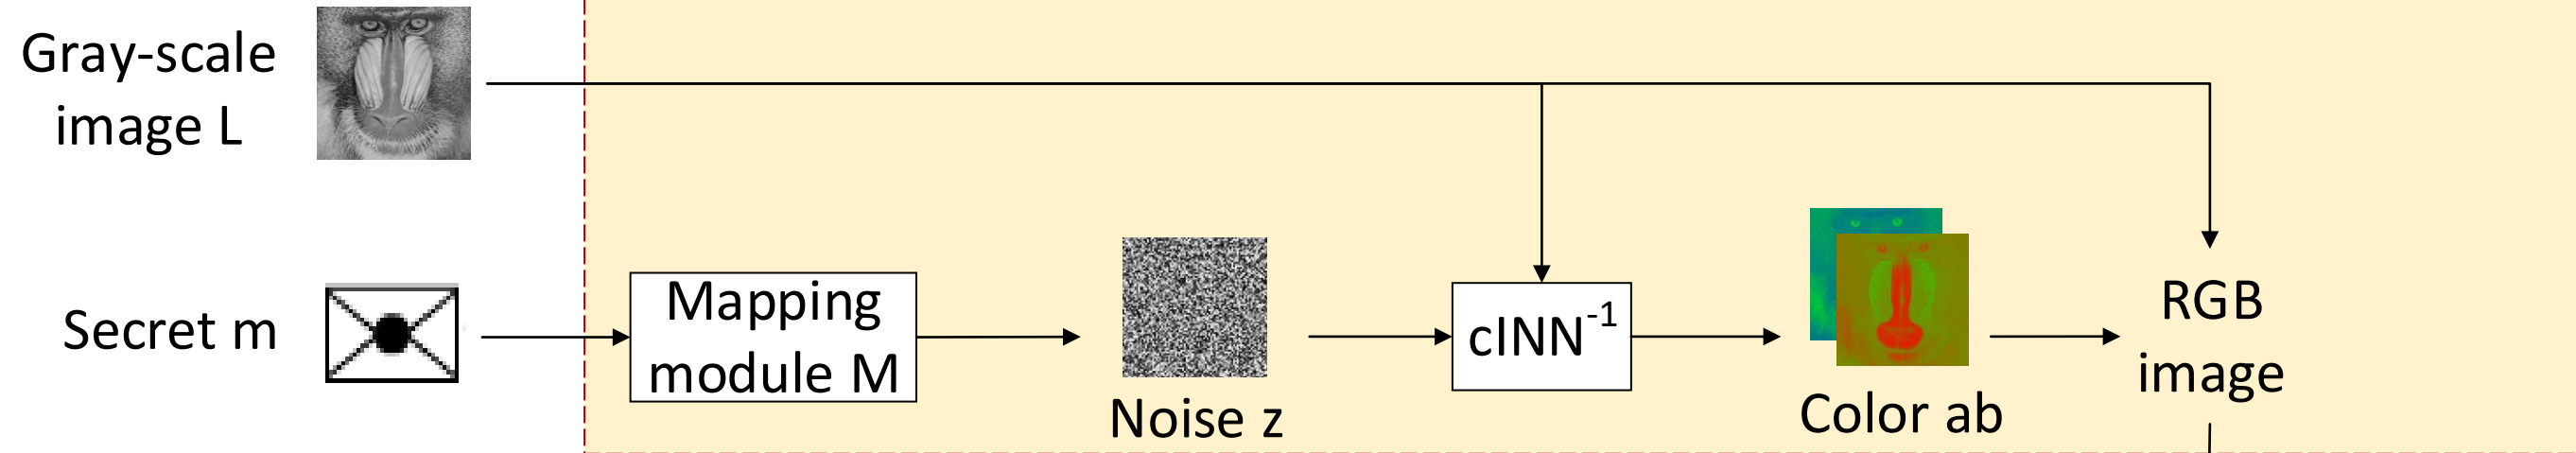 Gray-scale
image L
Secret m
Mapping
module M
Noise z
cINN⁻¹
Color ab
RGB
image